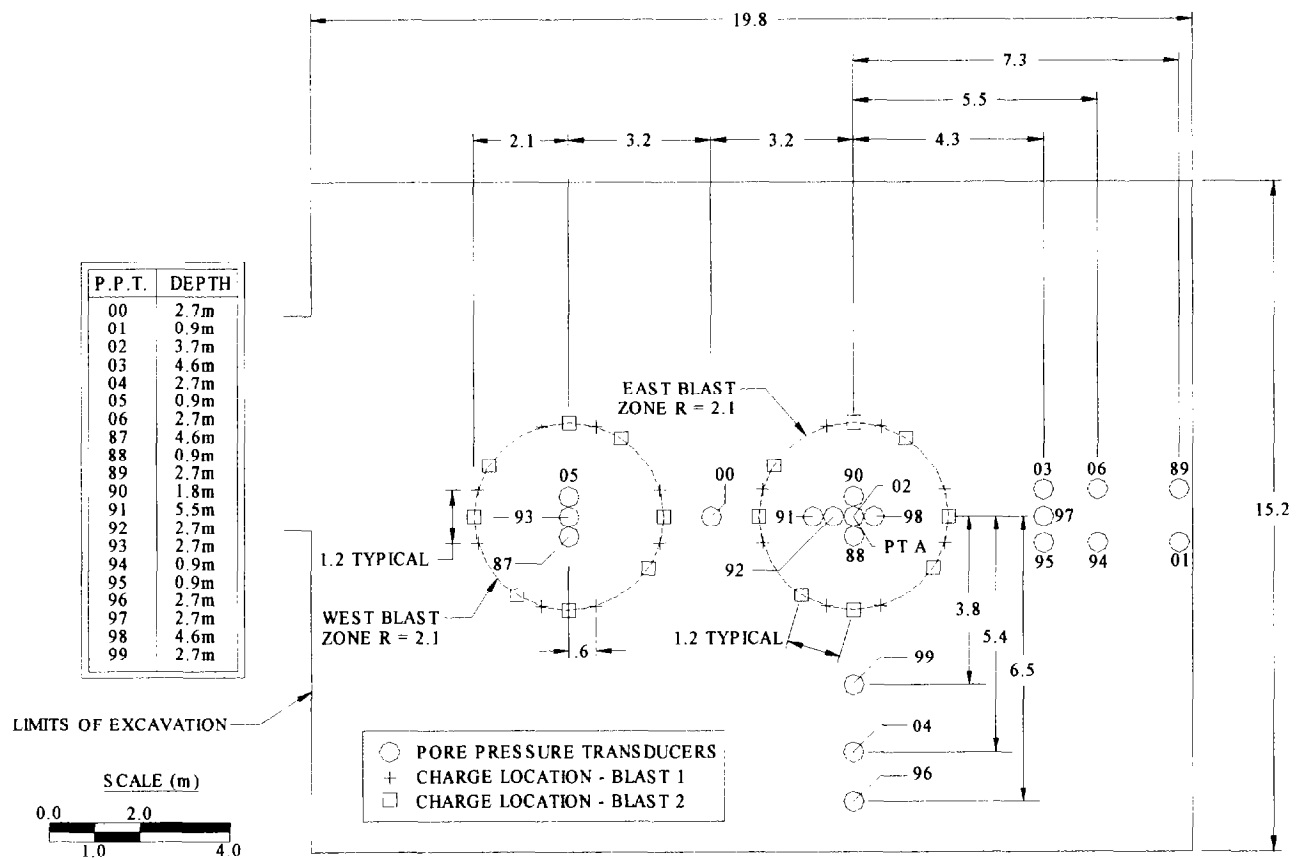 19.8
7.3
5.5
2.1
3.2
3.2
4.3
P.P.T. DEPTH
00 2.7m
01 0.9m
02 3.7m
03 4.6m
04 2.7m
05 0.9m
06 2.7m
87 4.6m
88 0.9m
89 2.7m
90 1.8m
91 5.5m
92 2.7m
93 2.7m
94 0.9m
95 0.9m
96 2.7m
97 2.7m
98 4.6m
99 2.7m
EAST BLAST
ZONE R = 2.1
05
00
90
02
03
06
89
93
91
98
97
15.2
87
88
PT A
95
94
01
1.2 TYPICAL
92
WEST BLAST
ZONE R = 2.1
.6
1.2 TYPICAL
3.8
5.4
6.5
99
04
96
LIMITS OF EXCAVATION
PORE PRESSURE TRANSDUCERS
CHARGE LOCATION - BLAST 1
CHARGE LOCATION - BLAST 2
SCALE (m)
0.0 2.0
1.0 4.0